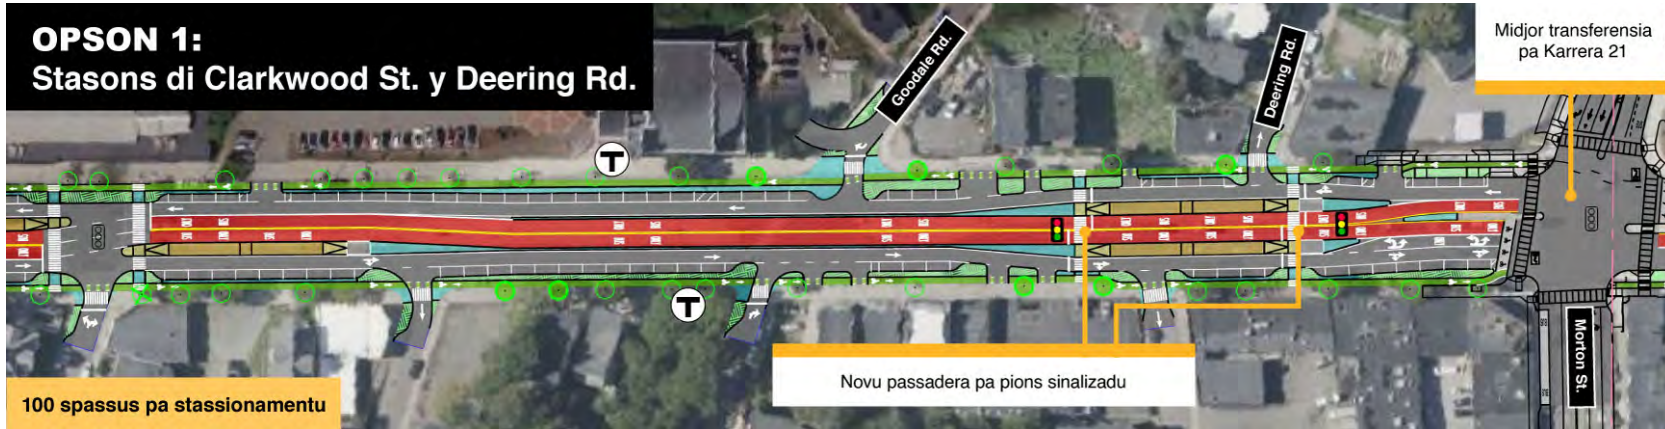 OPSON 1:
Stasons di Clarkwood St. y Deering Rd.
Goodale Rd.
Deering Rd.
Midjor transferensia
pa Karrera 21
T
T
Novu passadera pa pions sinalizadu
Morton St.
100 spassus pa stassionamentu